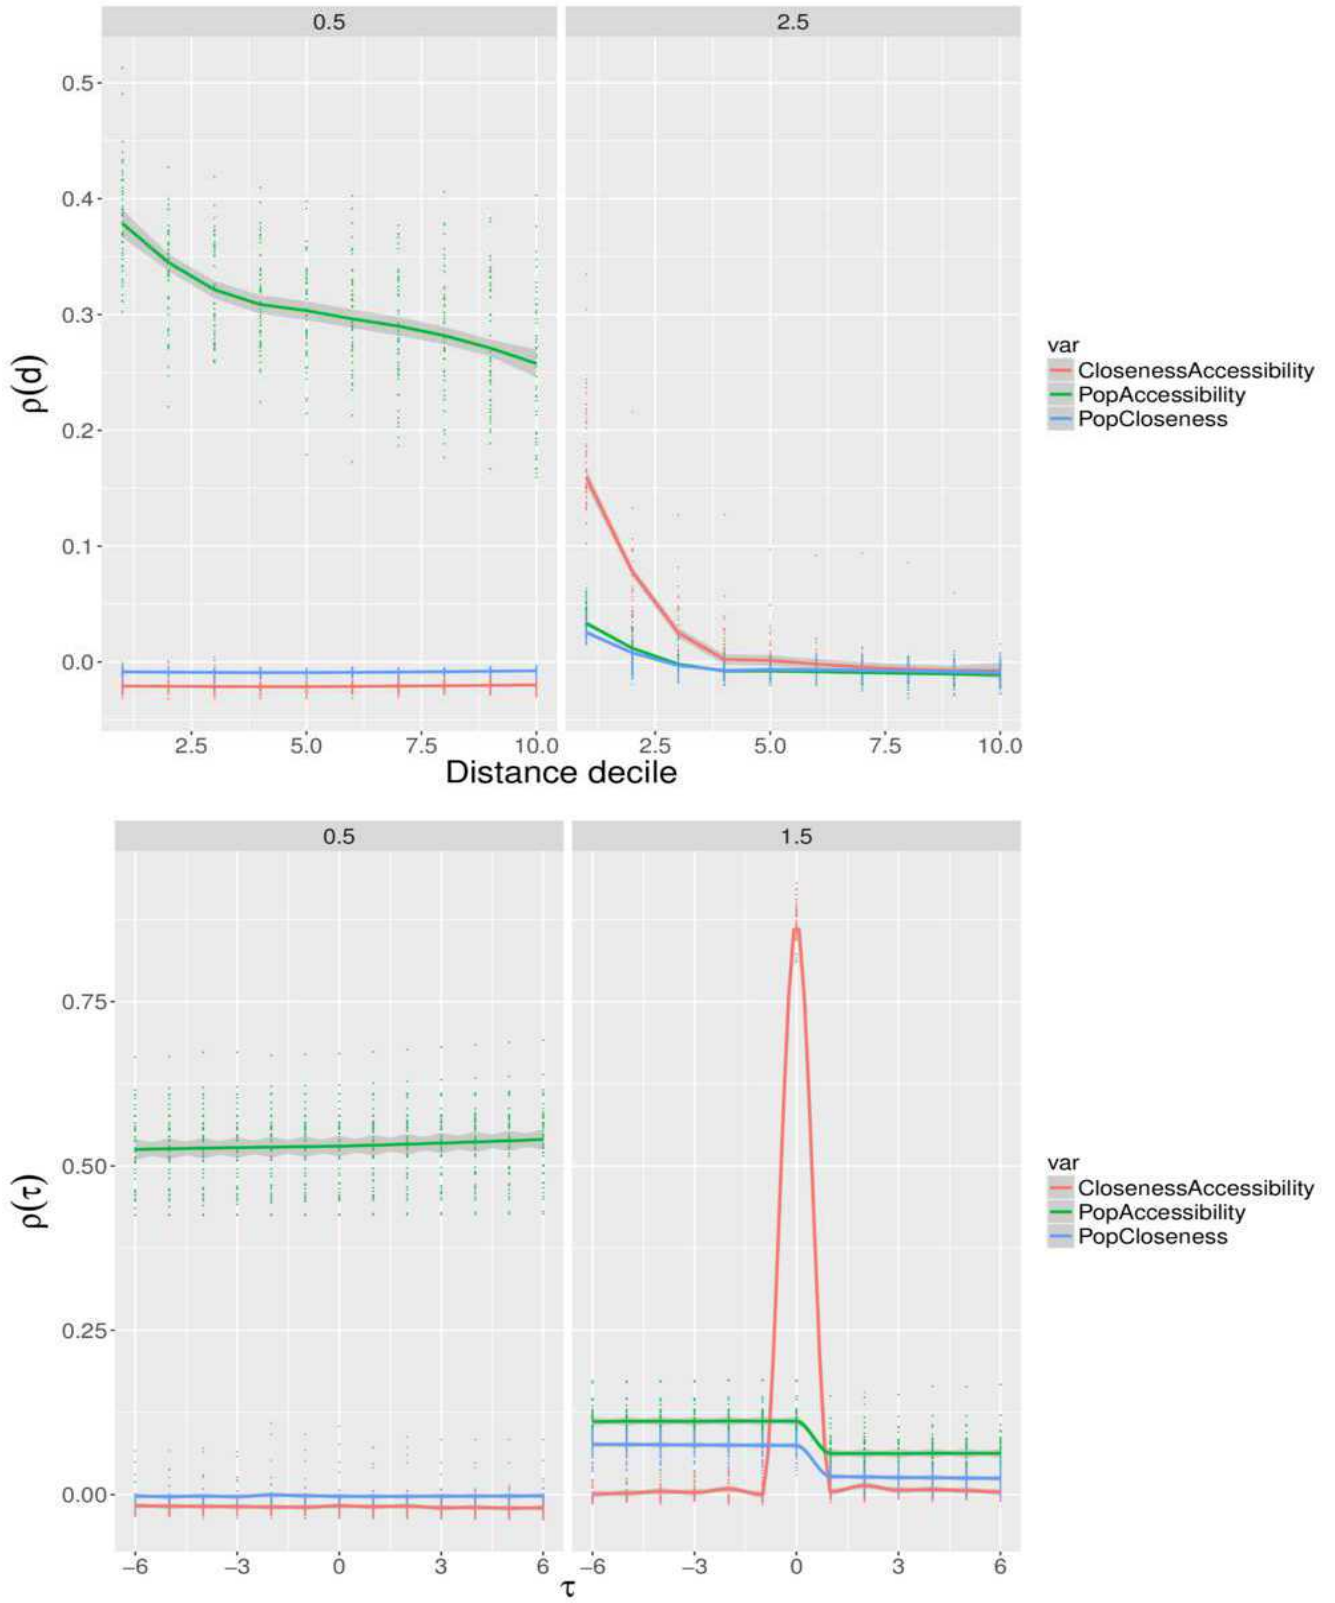 0.5 2.5
0.5
0.4
0.3
0.2
0.1
0.0
ρ(d)
2.5 5.0 7.5 10.0 2.5 5.0 7.5 10.0
Distance decile
var
ClosenessAccessibility
PopAccessibility
PopCloseness
0.5 1.5
0.75
0.50
0.25
0.00
ρ(τ)
−6 −3 0 3 6 −6 −3 0 3 6
τ
var
ClosenessAccessibility
PopAccessibility
PopCloseness